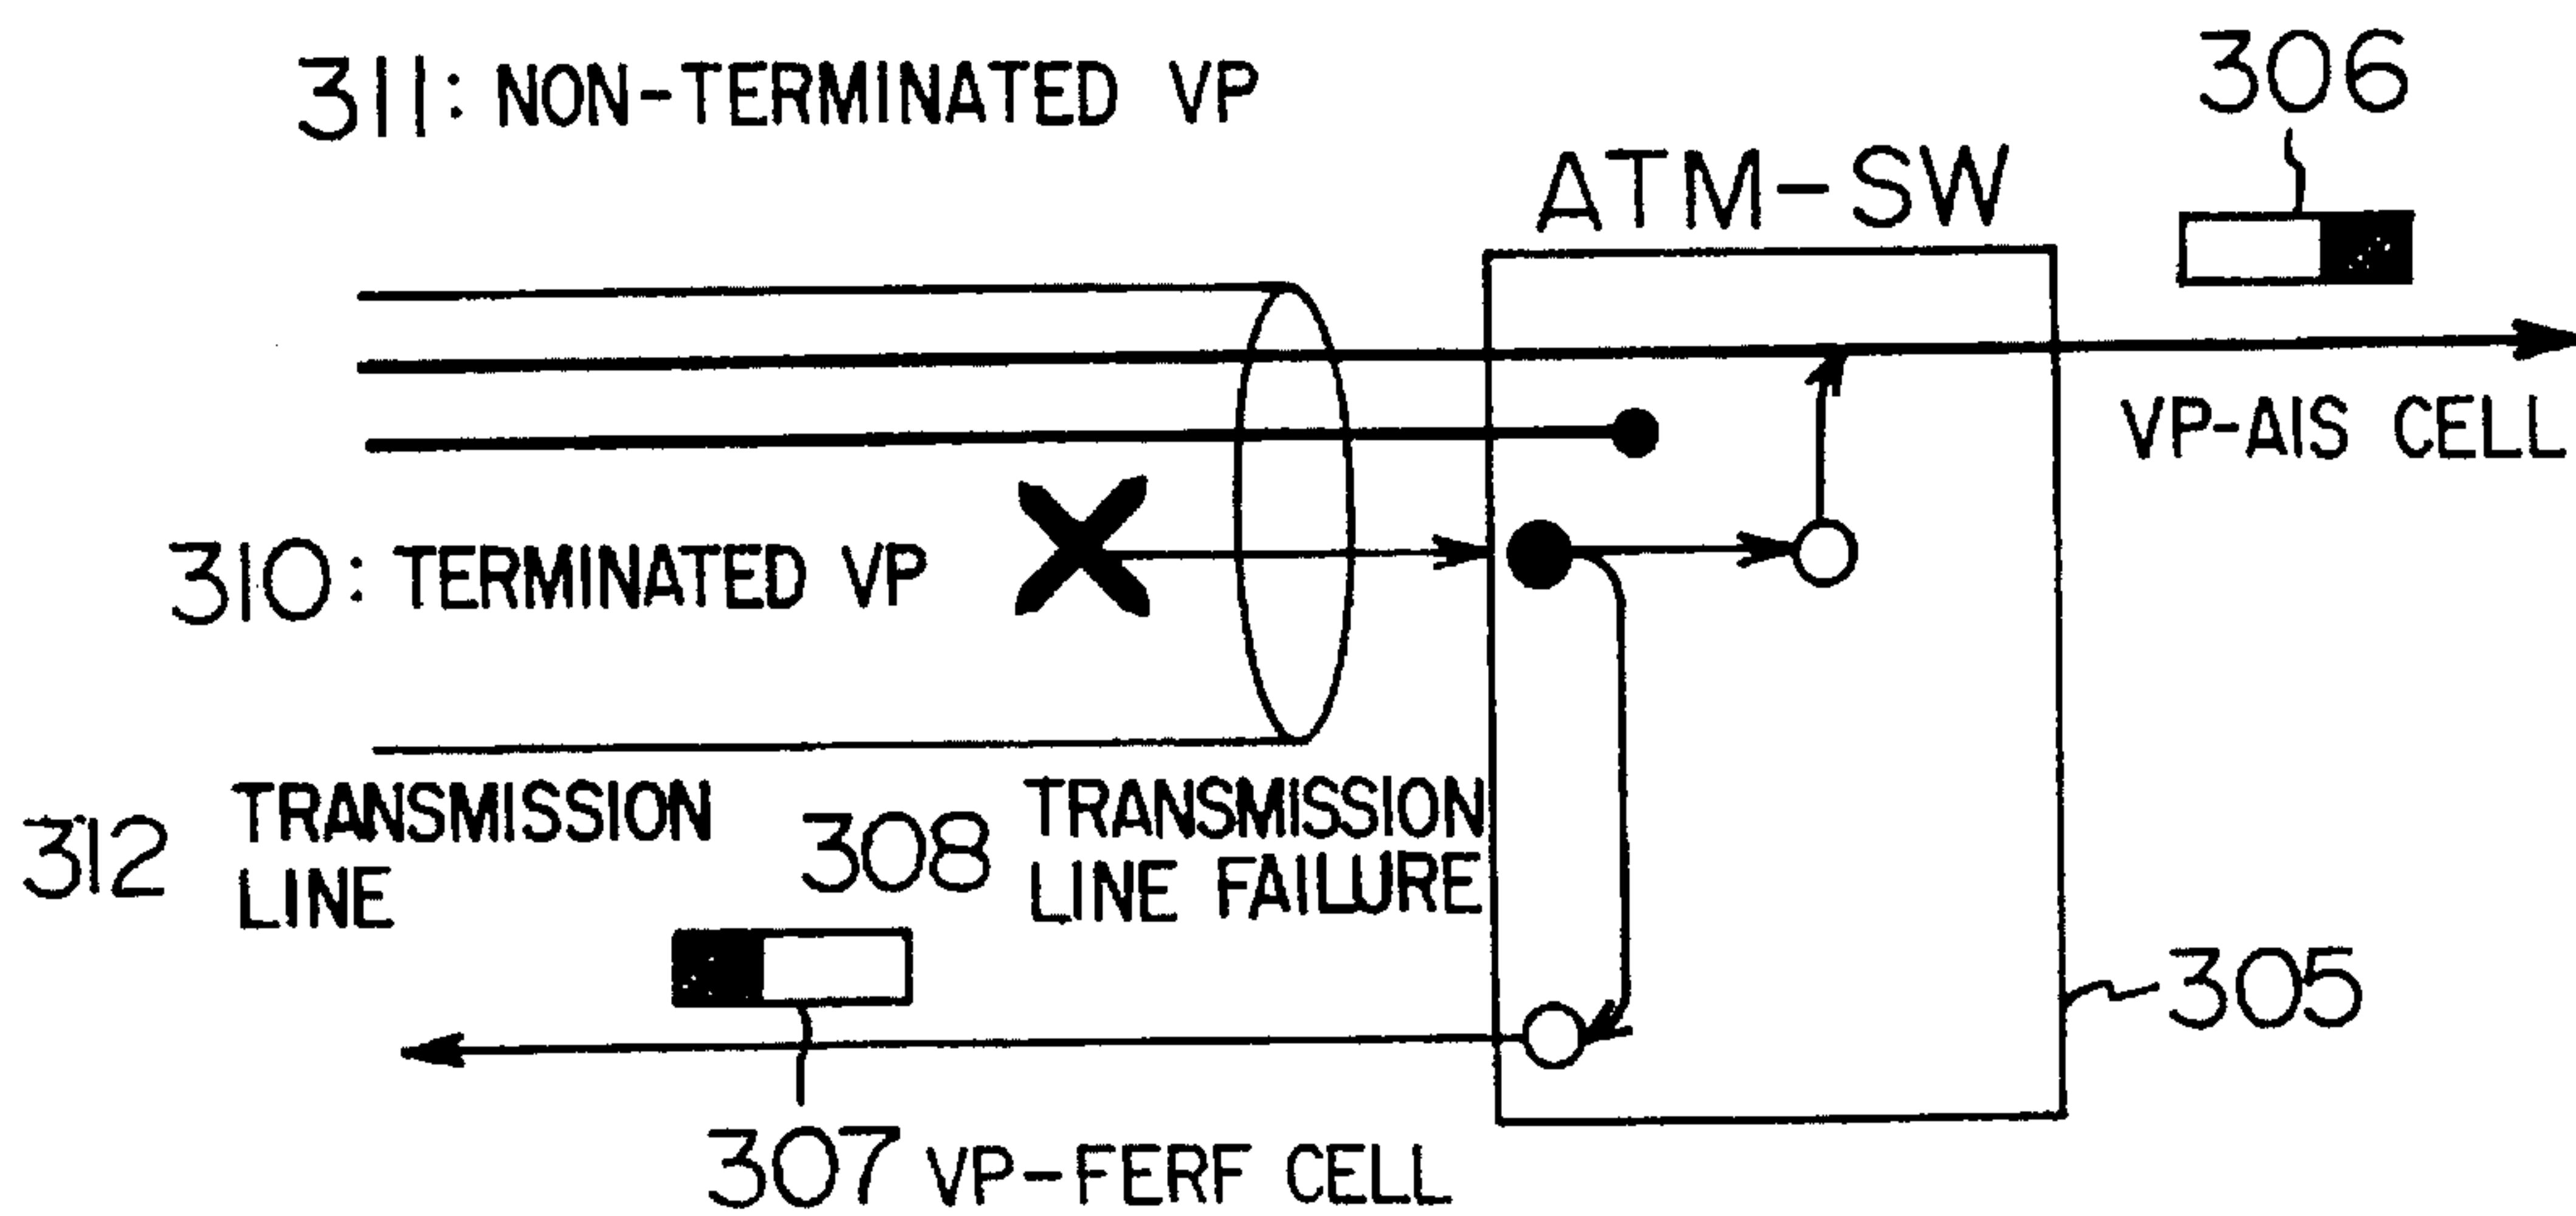 311: NON-TERMINATED VP
306
ATM-SW
VP-AIS CELL
310: TERMINATED VP
312 TRANSMISSION LINE
308 TRANSMISSION LINE FAILURE
305
307 VP-FERF CELL